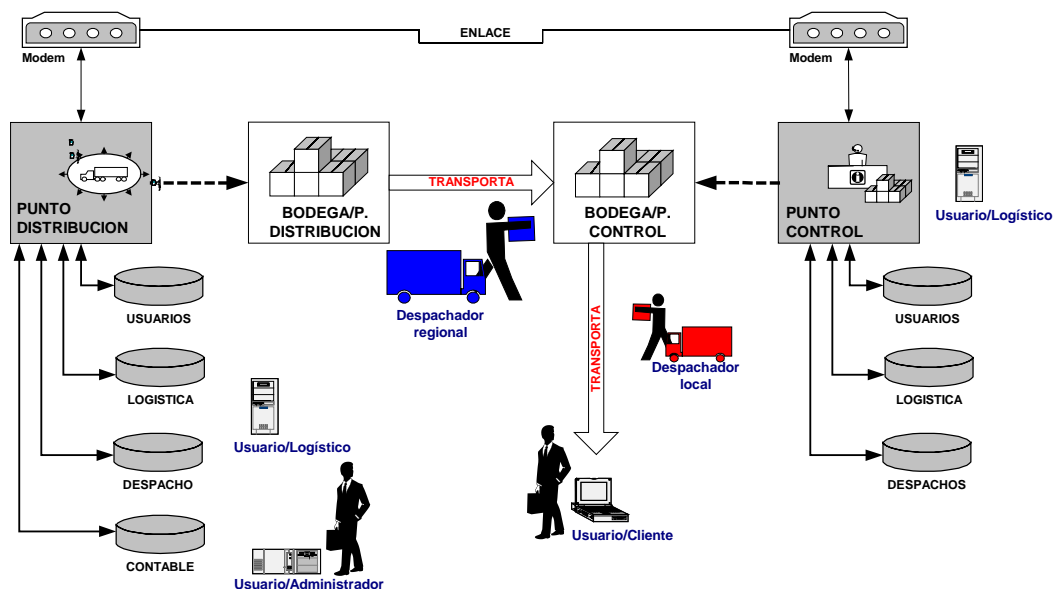 ENLACE
Modem
Modem
PUNTO
DISTRIBUCION
BODEGA/P.
DISTRIBUCION
TRANSPORTA
BODEGA/P.
CONTROL
PUNTO
CONTROL
Usuario/Logístico
Despachador
regional
TRANSPORTA
Despachador
local
USUARIOS
LOGISTICA
DESPACHO
CONTABLE
Usuario/Logístico
Usuario/Administrador
Usuario/Cliente
USUARIOS
LOGISTICA
DESPACHOS